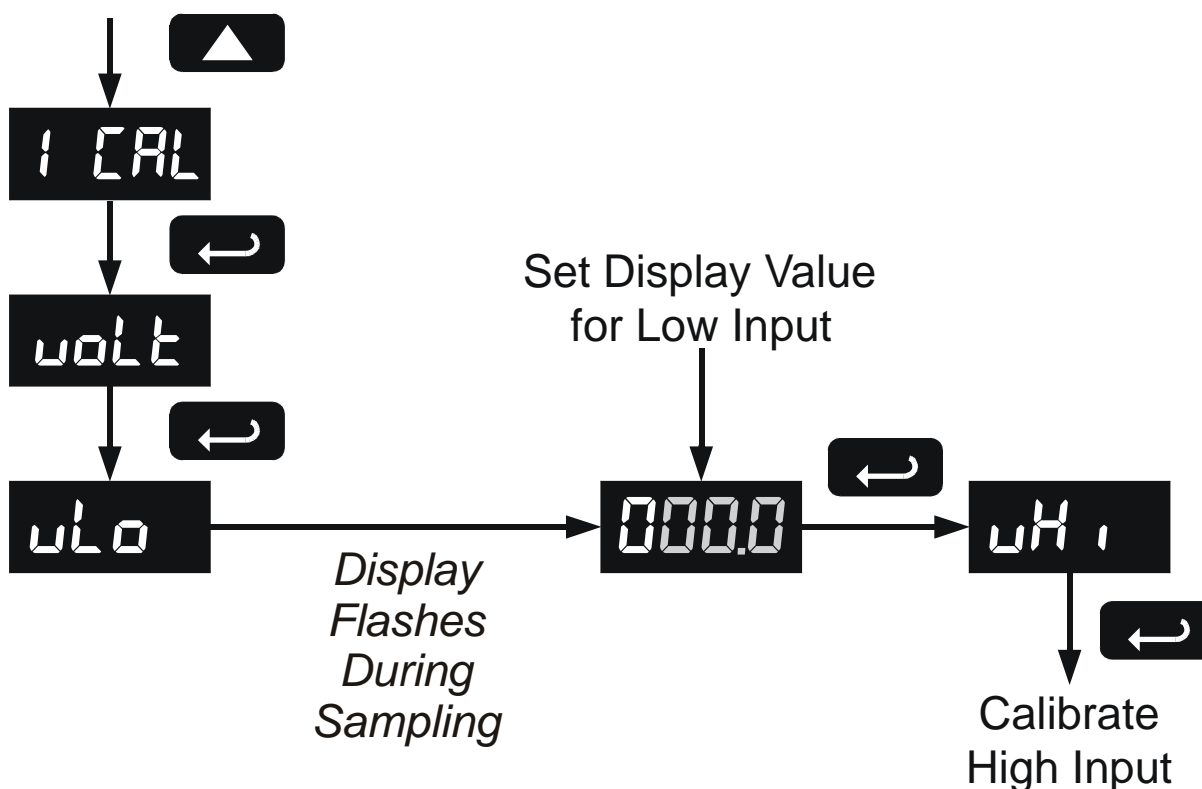 1 CAL
voLt
Set Display Value
for Low Input
vLo
000.0
vHi
Display
Flashes
During
Sampling
Calibrate
High Input